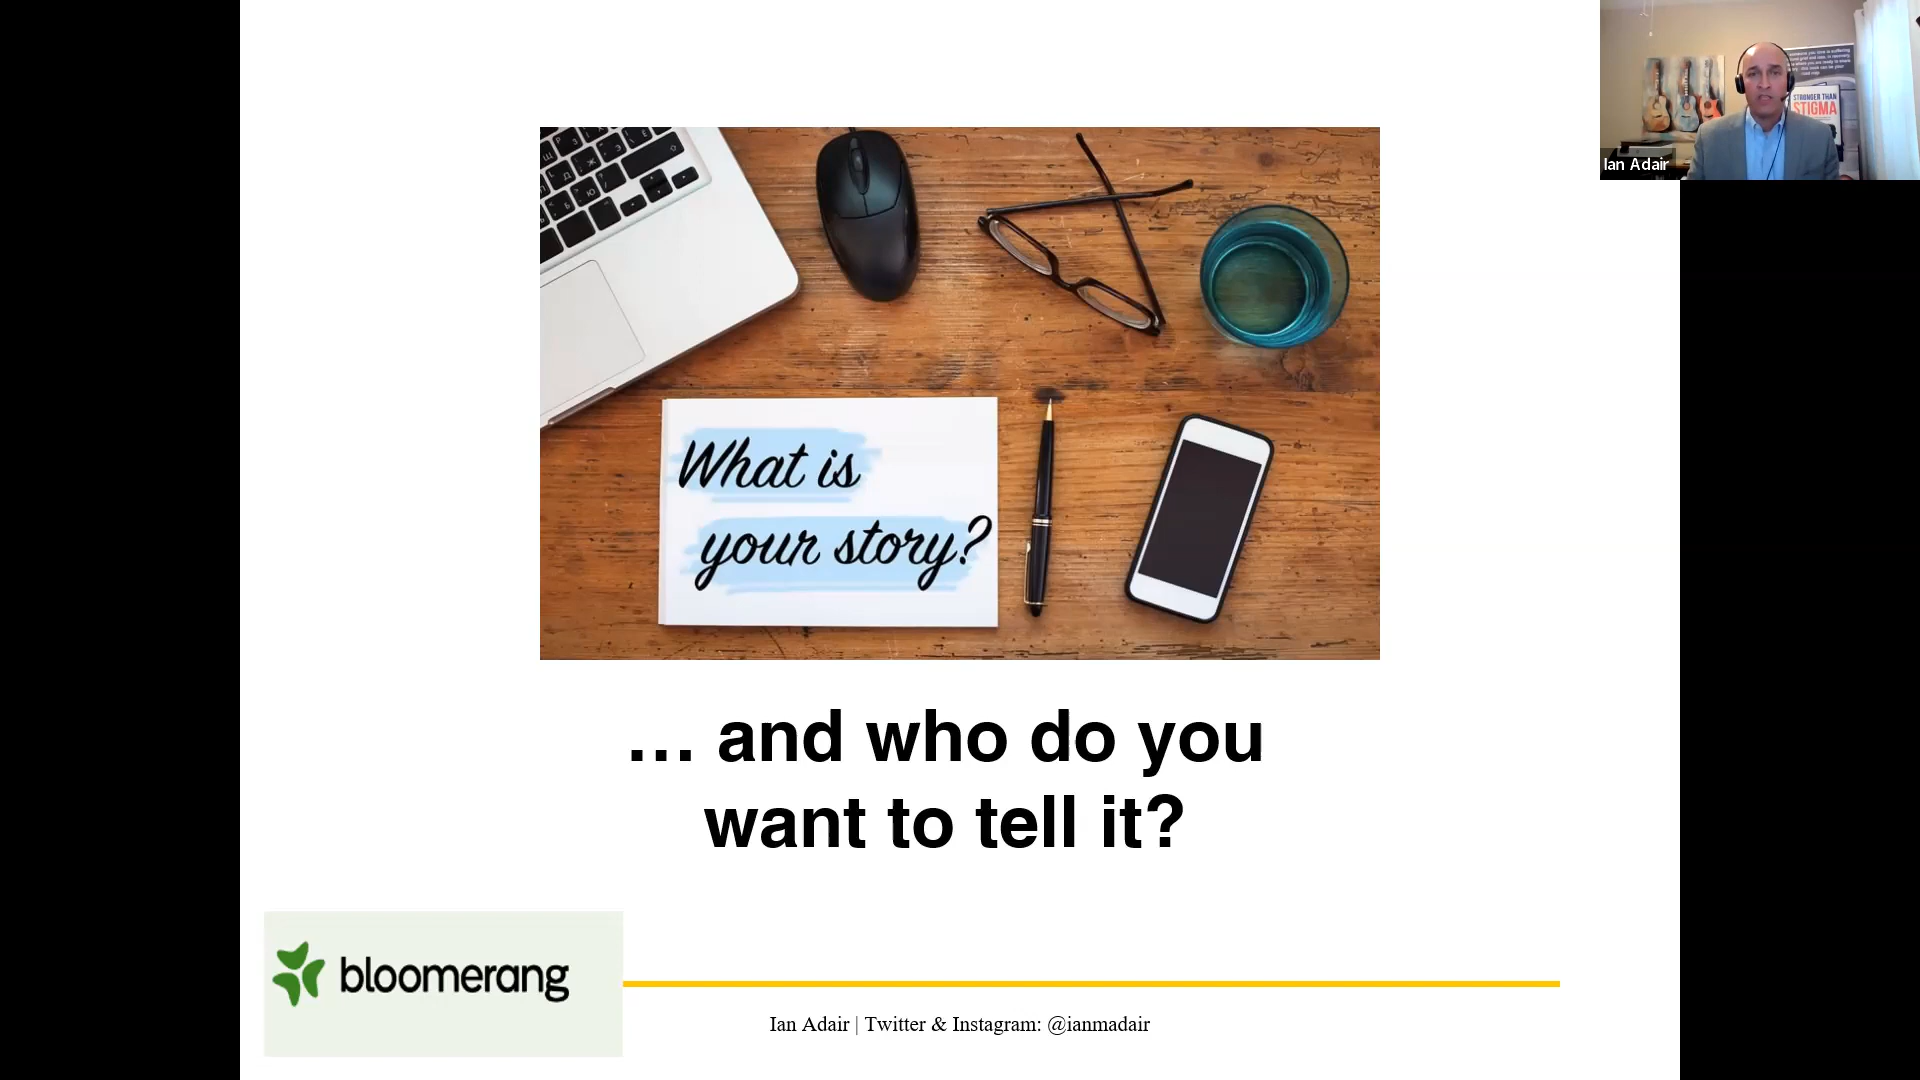 What is
your story?
… and who do you
want to tell it?
bloomerang
Ian Adair | Twitter & Instagram: @ianmadair
Ian Adair
STRONGER THAN
STIGMA